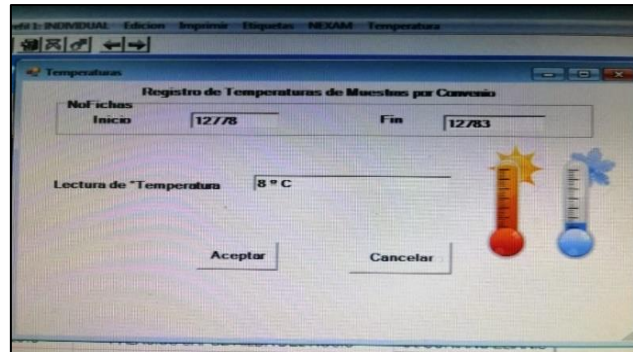 1: INDIVIDUAL Edicion Imprimir Etiquetas NEXAM Temperatura
Temperaturas
Registro de Temperaturas de Muestras por Convenio
NoFichas
Inicio 12778 Fin 12783
Lectura de "Temperatura 8 º C
Aceptar Cancelar